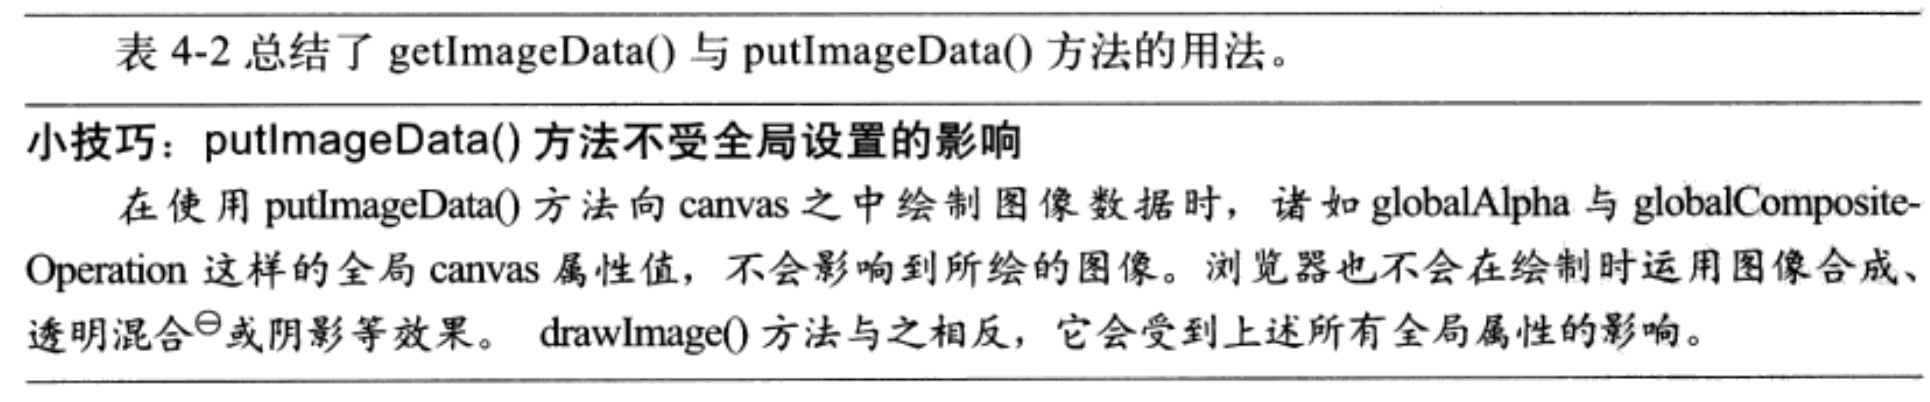 表 4-2 总结了 getImageData() 与 putImageData() 方法的用法。
小技巧：putImageData() 方法不受全局设置的影响
在使用 putImageData() 方法向 canvas 之中绘制图像数据时，诸如 globalAlpha 与 globalComposite-
Operation 这样的全局 canvas 属性值，不会影响到所绘的图像。浏览器也不会在绘制时运用图像合成、
透明混合㊀或阴影等效果。 drawImage() 方法与之相反，它会受到上述所有全局属性的影响。